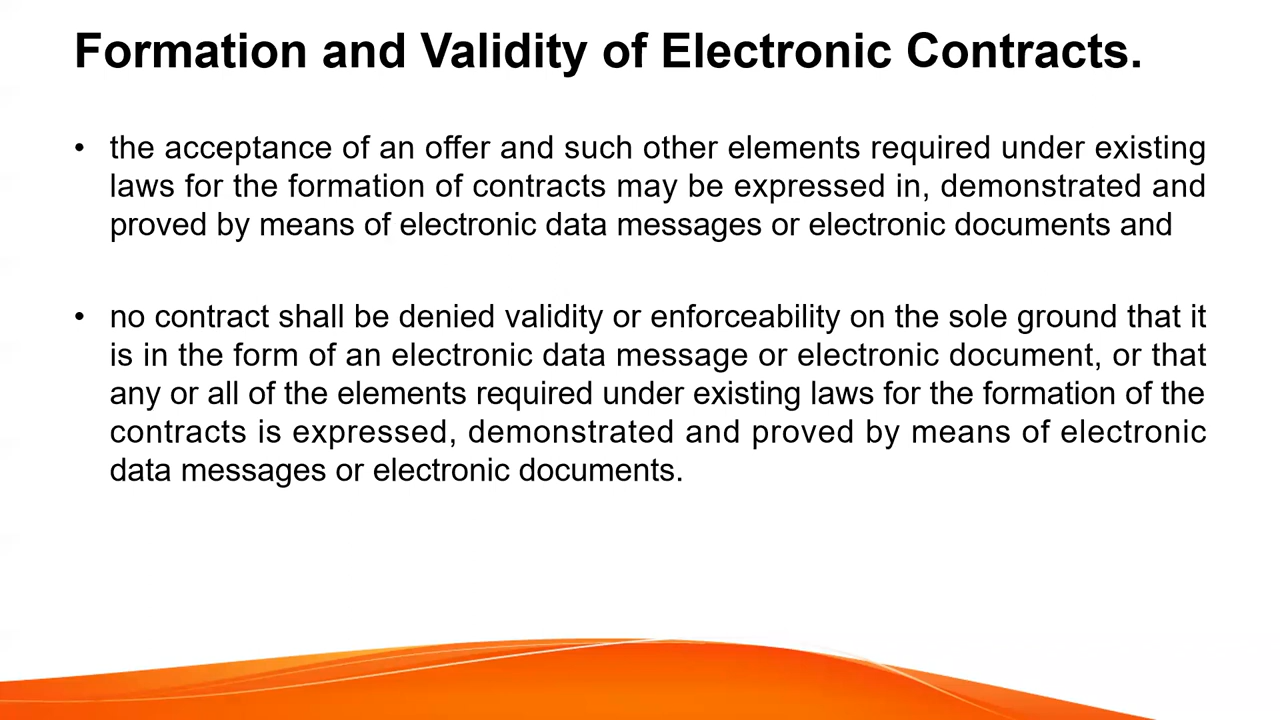 Formation and Validity of Electronic Contracts.
• the acceptance of an offer and such other elements required under existing
laws for the formation of contracts may be expressed in, demonstrated and
proved by means of electronic data messages or electronic documents and
• no contract shall be denied validity or enforceability on the sole ground that it
is in the form of an electronic data message or electronic document, or that
any or all of the elements required under existing laws for the formation of the
contracts is expressed, demonstrated and proved by means of electronic
data messages or electronic documents.